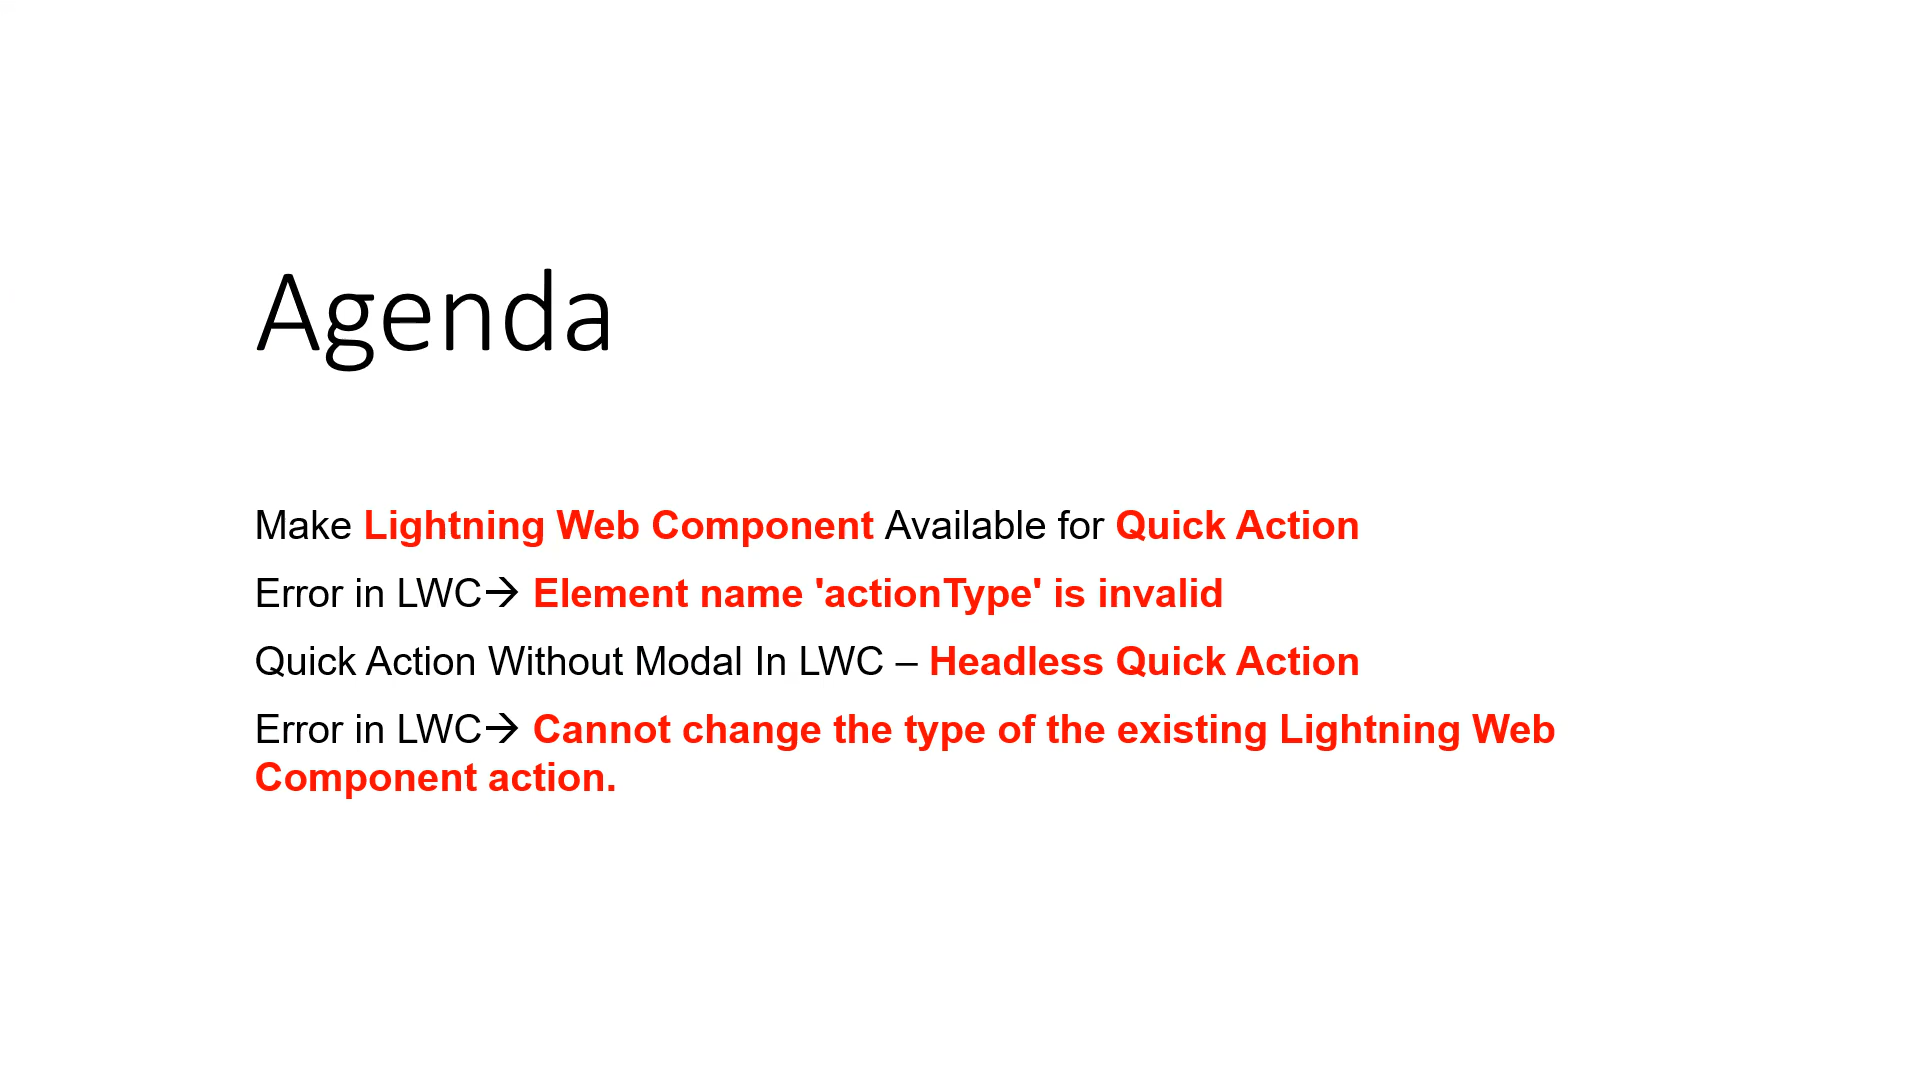 Agenda
Make Lightning Web Component Available for Quick Action
Error in LWC→ Element name 'actionType' is invalid
Quick Action Without Modal In LWC – Headless Quick Action
Error in LWC→ Cannot change the type of the existing Lightning Web
Component action.